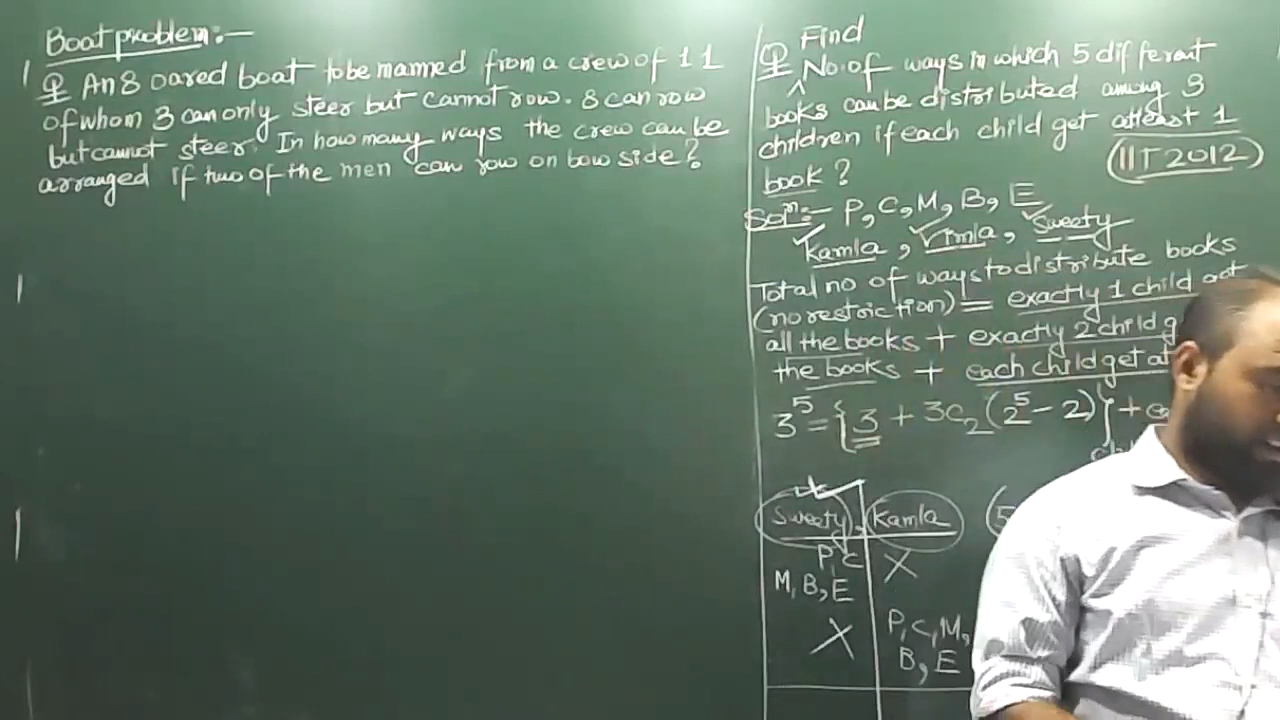 Boat problem:-
Q An 8 oared boat to be manned from a crew of 11
of whom 3 can only steer but cannot row. 8 can row
but cannot steer. In how many ways the crew can be
arranged if two of the men can row on bow side?
Find
Q No. of ways in which 5 different
books can be distributed among 3
children if each child get atleast 1
book?
(IIT 2012)
Solⁿ:- P, C, M, B, E
Kamla, Vimla, Sweety
Total no of ways to distribute books
(no restriction) = exactly 1 child get
all the books + exactly 2 child g
the books + each child get at
3⁵ = {3 + 3C₂(2⁵ - 2)} +
Sweety, Kamla (5
P, C X
M, B, E
X P, C, M,
B, E